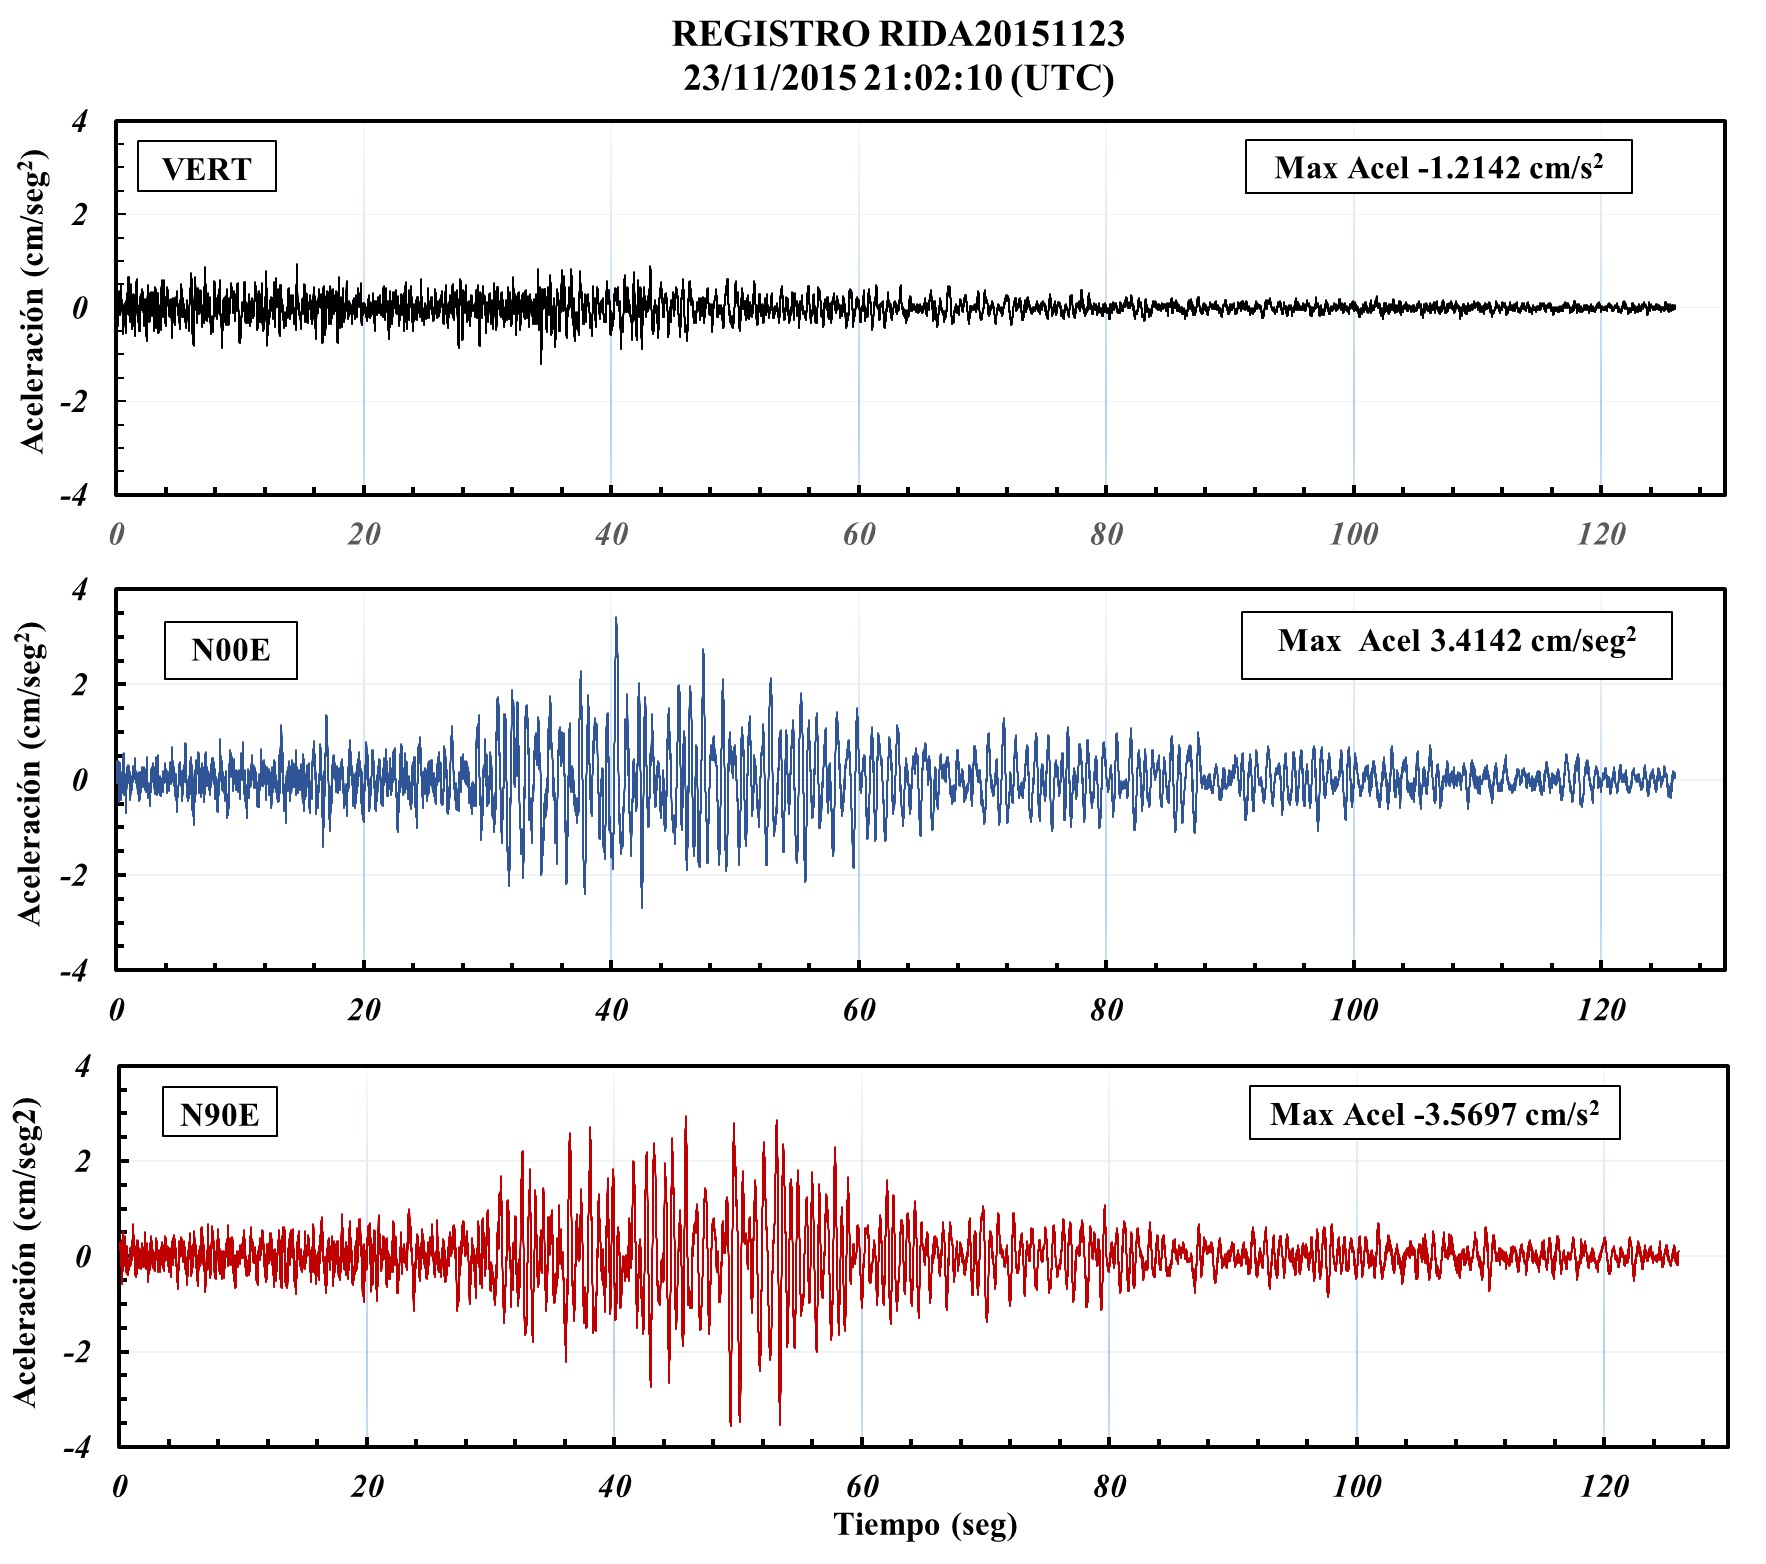 REGISTRO RIDA20151123
23/11/2015 21:02:10 (UTC)
Aceleración (cm/seg²)
4
2
0
-2
-4
VERT
Max Acel -1.2142 cm/s²
0 20 40 60 80 100 120
Aceleración (cm/seg²)
4
2
0
-2
-4
N00E
Max Acel 3.4142 cm/seg²
0 20 40 60 80 100 120
Aceleración (cm/seg2)
4
2
0
-2
-4
N90E
Max Acel -3.5697 cm/s²
0 20 40 60 80 100 120
Tiempo (seg)